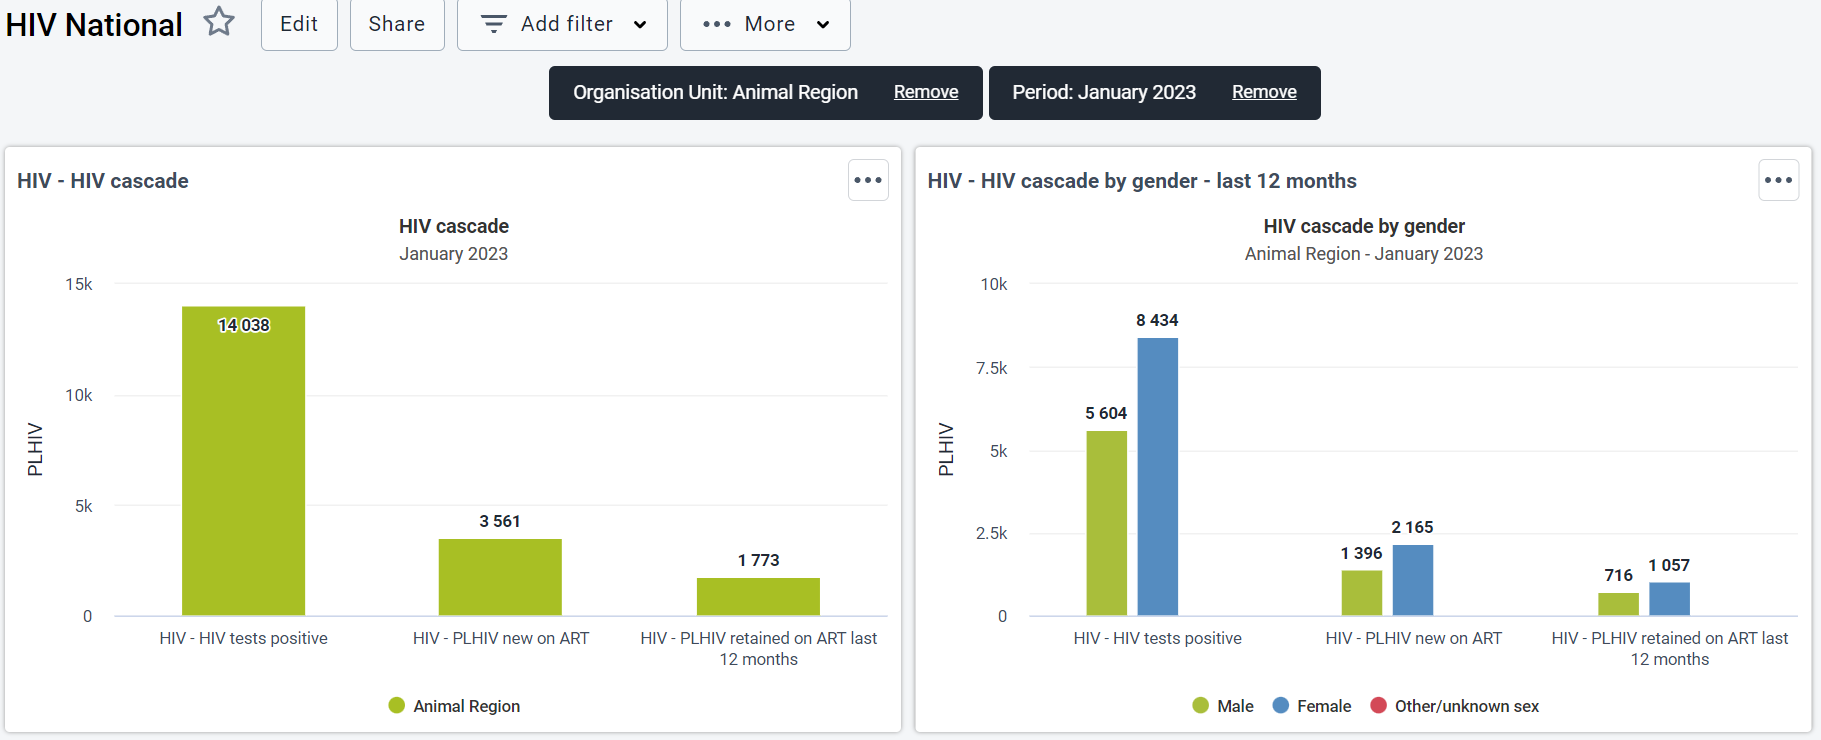 HIV National
Edit
Share
Add filter
More
Organisation Unit: Animal Region
Remove
Period: January 2023
Remove
HIV - HIV cascade
HIV cascade
January 2023
15k
10k
5k
0
PLHIV
14 038
3 561
1 773
HIV - HIV tests positive
HIV - PLHIV new on ART
HIV - PLHIV retained on ART last
12 months
Animal Region
HIV - HIV cascade by gender - last 12 months
HIV cascade by gender
Animal Region - January 2023
10k
7.5k
5k
2.5k
0
PLHIV
5 604
8 434
1 396
2 165
716
1 057
HIV - HIV tests positive
HIV - PLHIV new on ART
HIV - PLHIV retained on ART last
12 months
Male
Female
Other/unknown sex